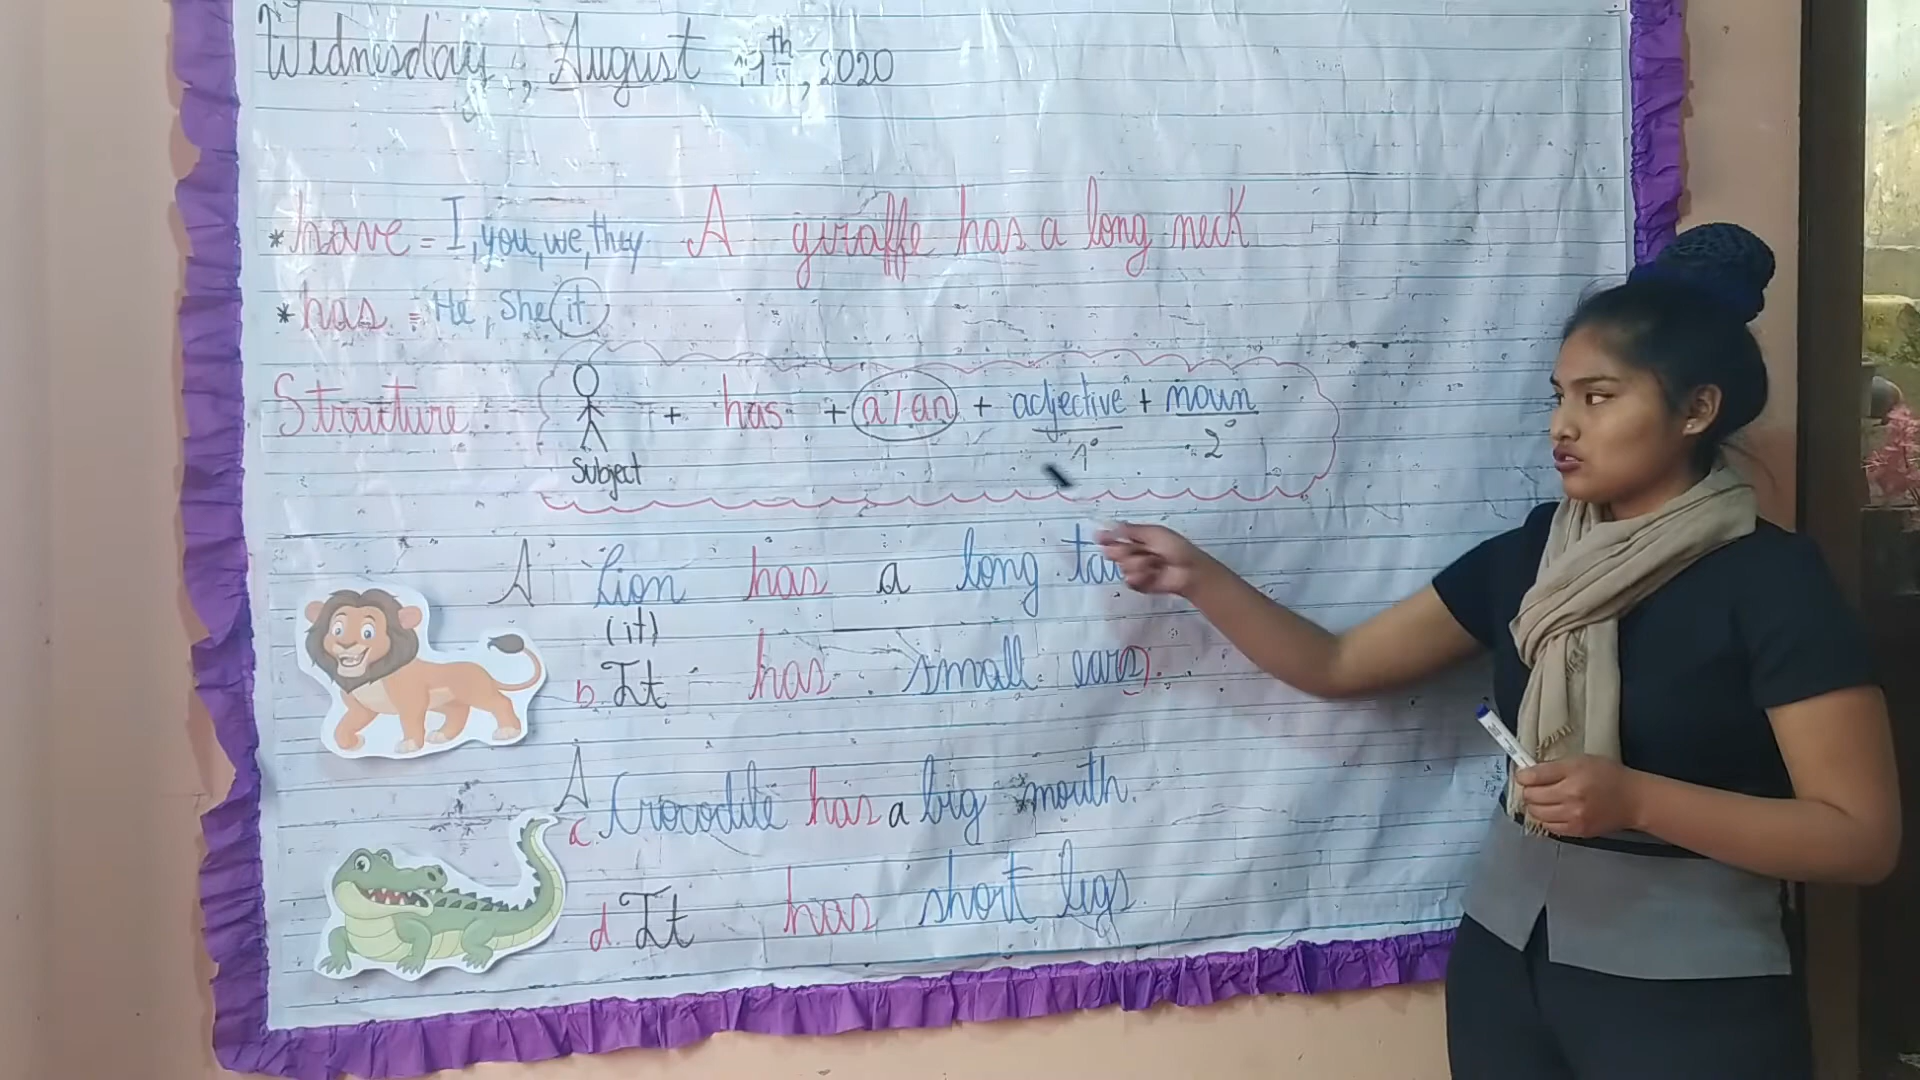 Wednesday, August th, 2020
*have = I, you, we, they A giraffe has a long neck
*has = He, She, it
Structure: + has + a/an + adjective + noun
1° 2°
Subject
A Lion has a long
(it)
b. It has small ears.
A
c. Crocodile has a big mouth.
d. It has short legs.